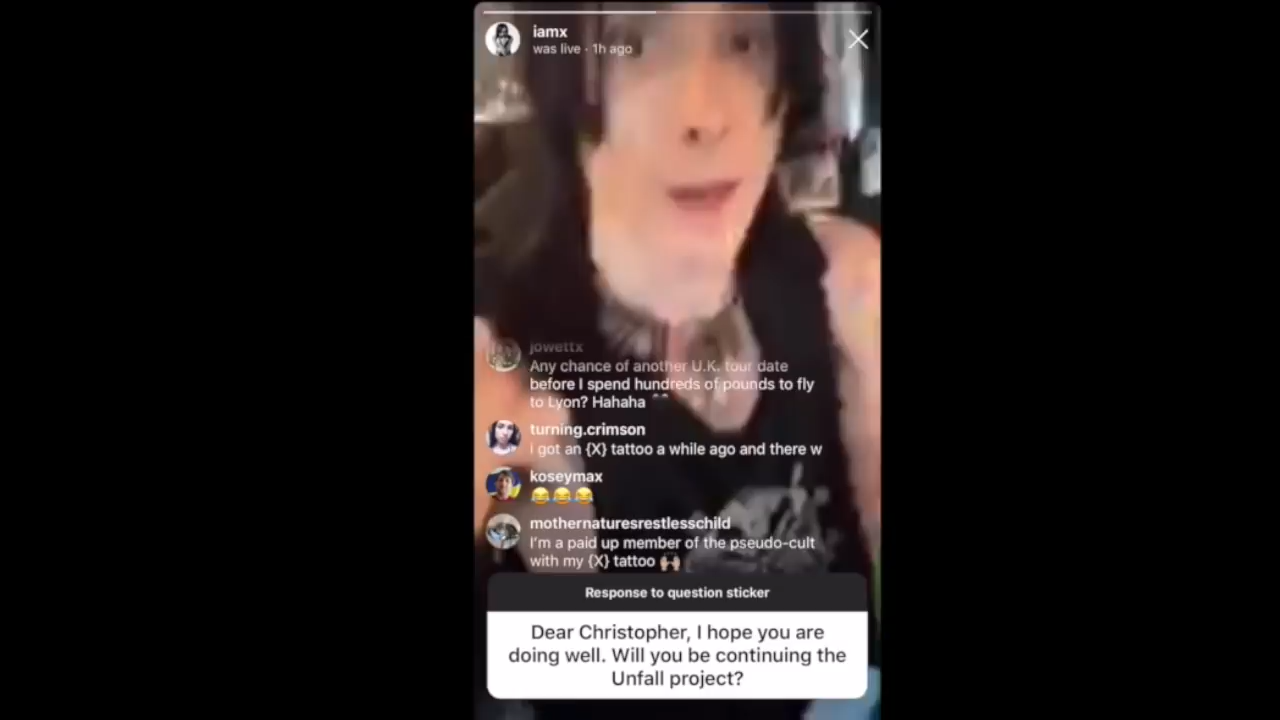 iamx
was live · 1h ago
jowettx
Any chance of another U.K. tour date
before I spend hundreds of pounds to fly
to Lyon? Hahaha
turning.crimson
I got an {X} tattoo a while ago and there w
koseymax
😂😂😂
mothernaturesrestlesschild
I'm a paid up member of the pseudo-cult
with my {X} tattoo 🙌🏻
Response to question sticker
Dear Christopher, I hope you are
doing well. Will you be continuing the
Unfall project?